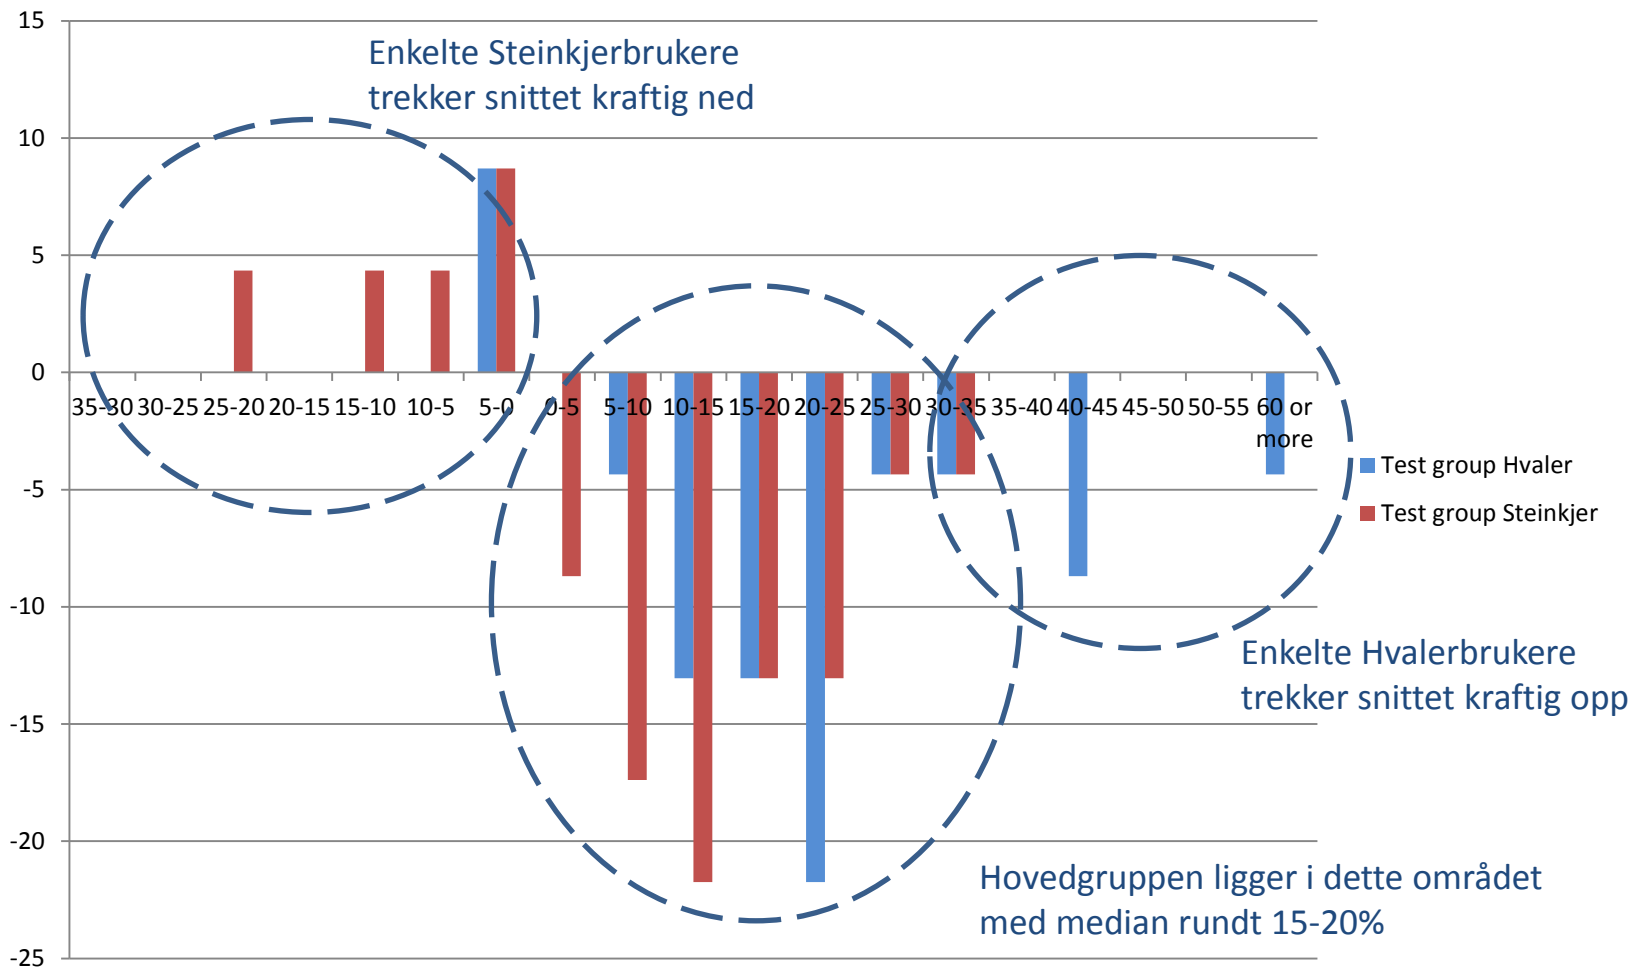 15
Enkelte Steinkjerbrukere
trekker snittet kraftig ned
10
5
0
35-30 30-25 25-20 20-15 15-10 10-5 5-0 0-5 5-10 10-15 15-20 20-25 25-30 30-35 35-40 40-45 45-50 50-55 60 or
more
Test group Hvaler
-5
Test group Steinkjer
-10
Enkelte Hvalerbrukere
trekker snittet kraftig opp
-15
-20
Hovedgruppen ligger i dette området
med median rundt 15-20%
-25